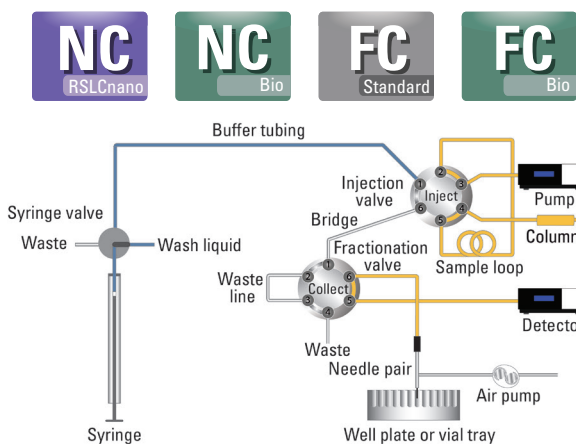 NC
RSLCnano
NC
Bio
FC
Standard
FC
Bio
Buffer tubing
Injection
valve
Inject
1
2
3
4
5
6
Pump
Column
Syringe valve
Waste
Wash liquid
Bridge
Fractionation
valve
Sample loop
Waste
line
Collect
1
2
3
4
5
6
Detecto
Waste
Needle pair
Air pump
Syringe
Well plate or vial tray